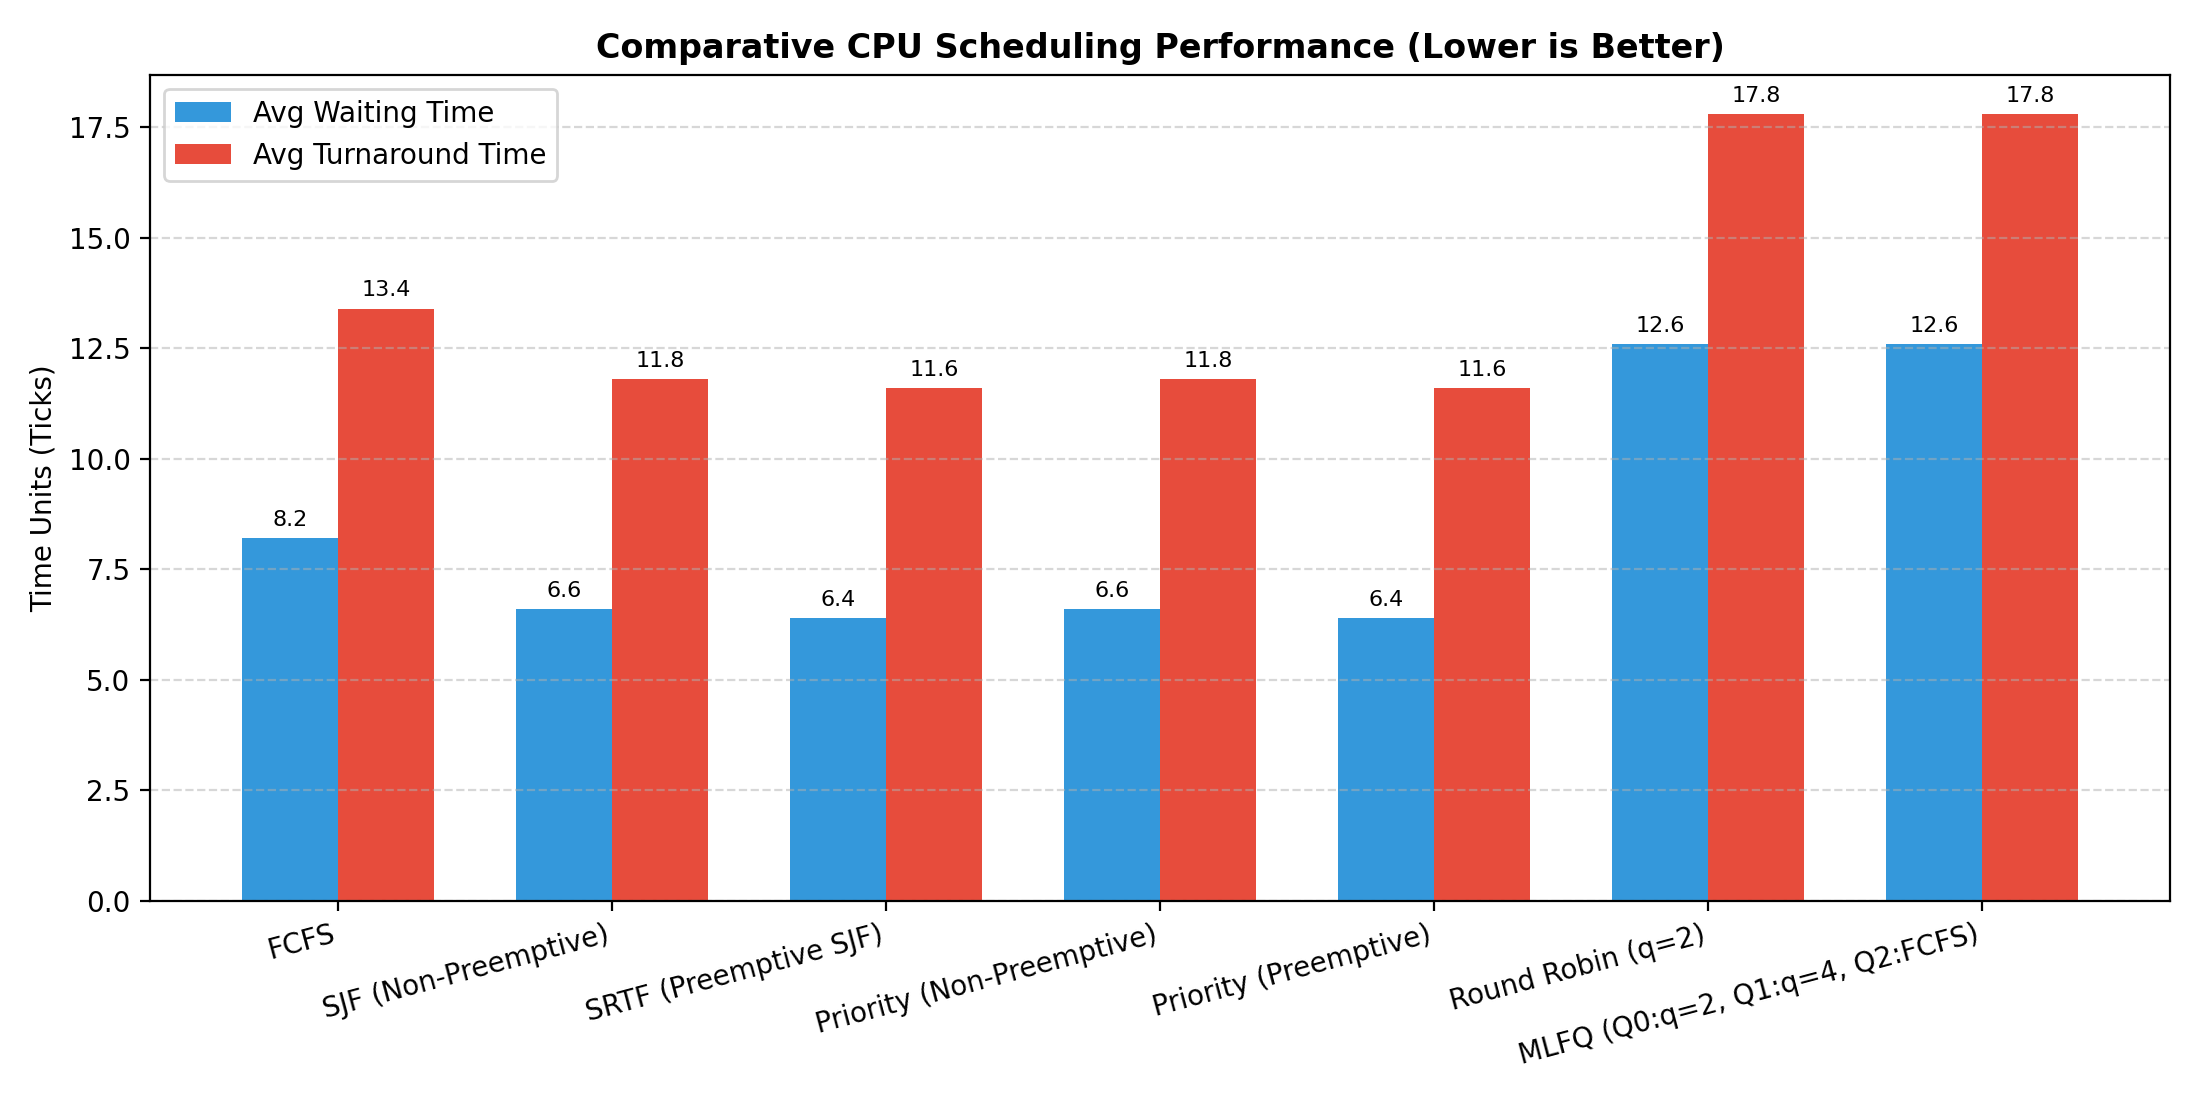 Comparative CPU Scheduling Performance (Lower is Better)
Avg Waiting Time
Avg Turnaround Time
Time Units (Ticks)
17.5
15.0
12.5
10.0
7.5
5.0
2.5
0.0
8.2
13.4
6.6
11.8
6.4
11.6
6.6
11.8
6.4
11.6
12.6
17.8
12.6
17.8
FCFS
SJF (Non-Preemptive)
SRTF (Preemptive SJF)
Priority (Non-Preemptive)
Priority (Preemptive)
Round Robin (q=2)
MLFQ (Q0:q=2, Q1:q=4, Q2:FCFS)